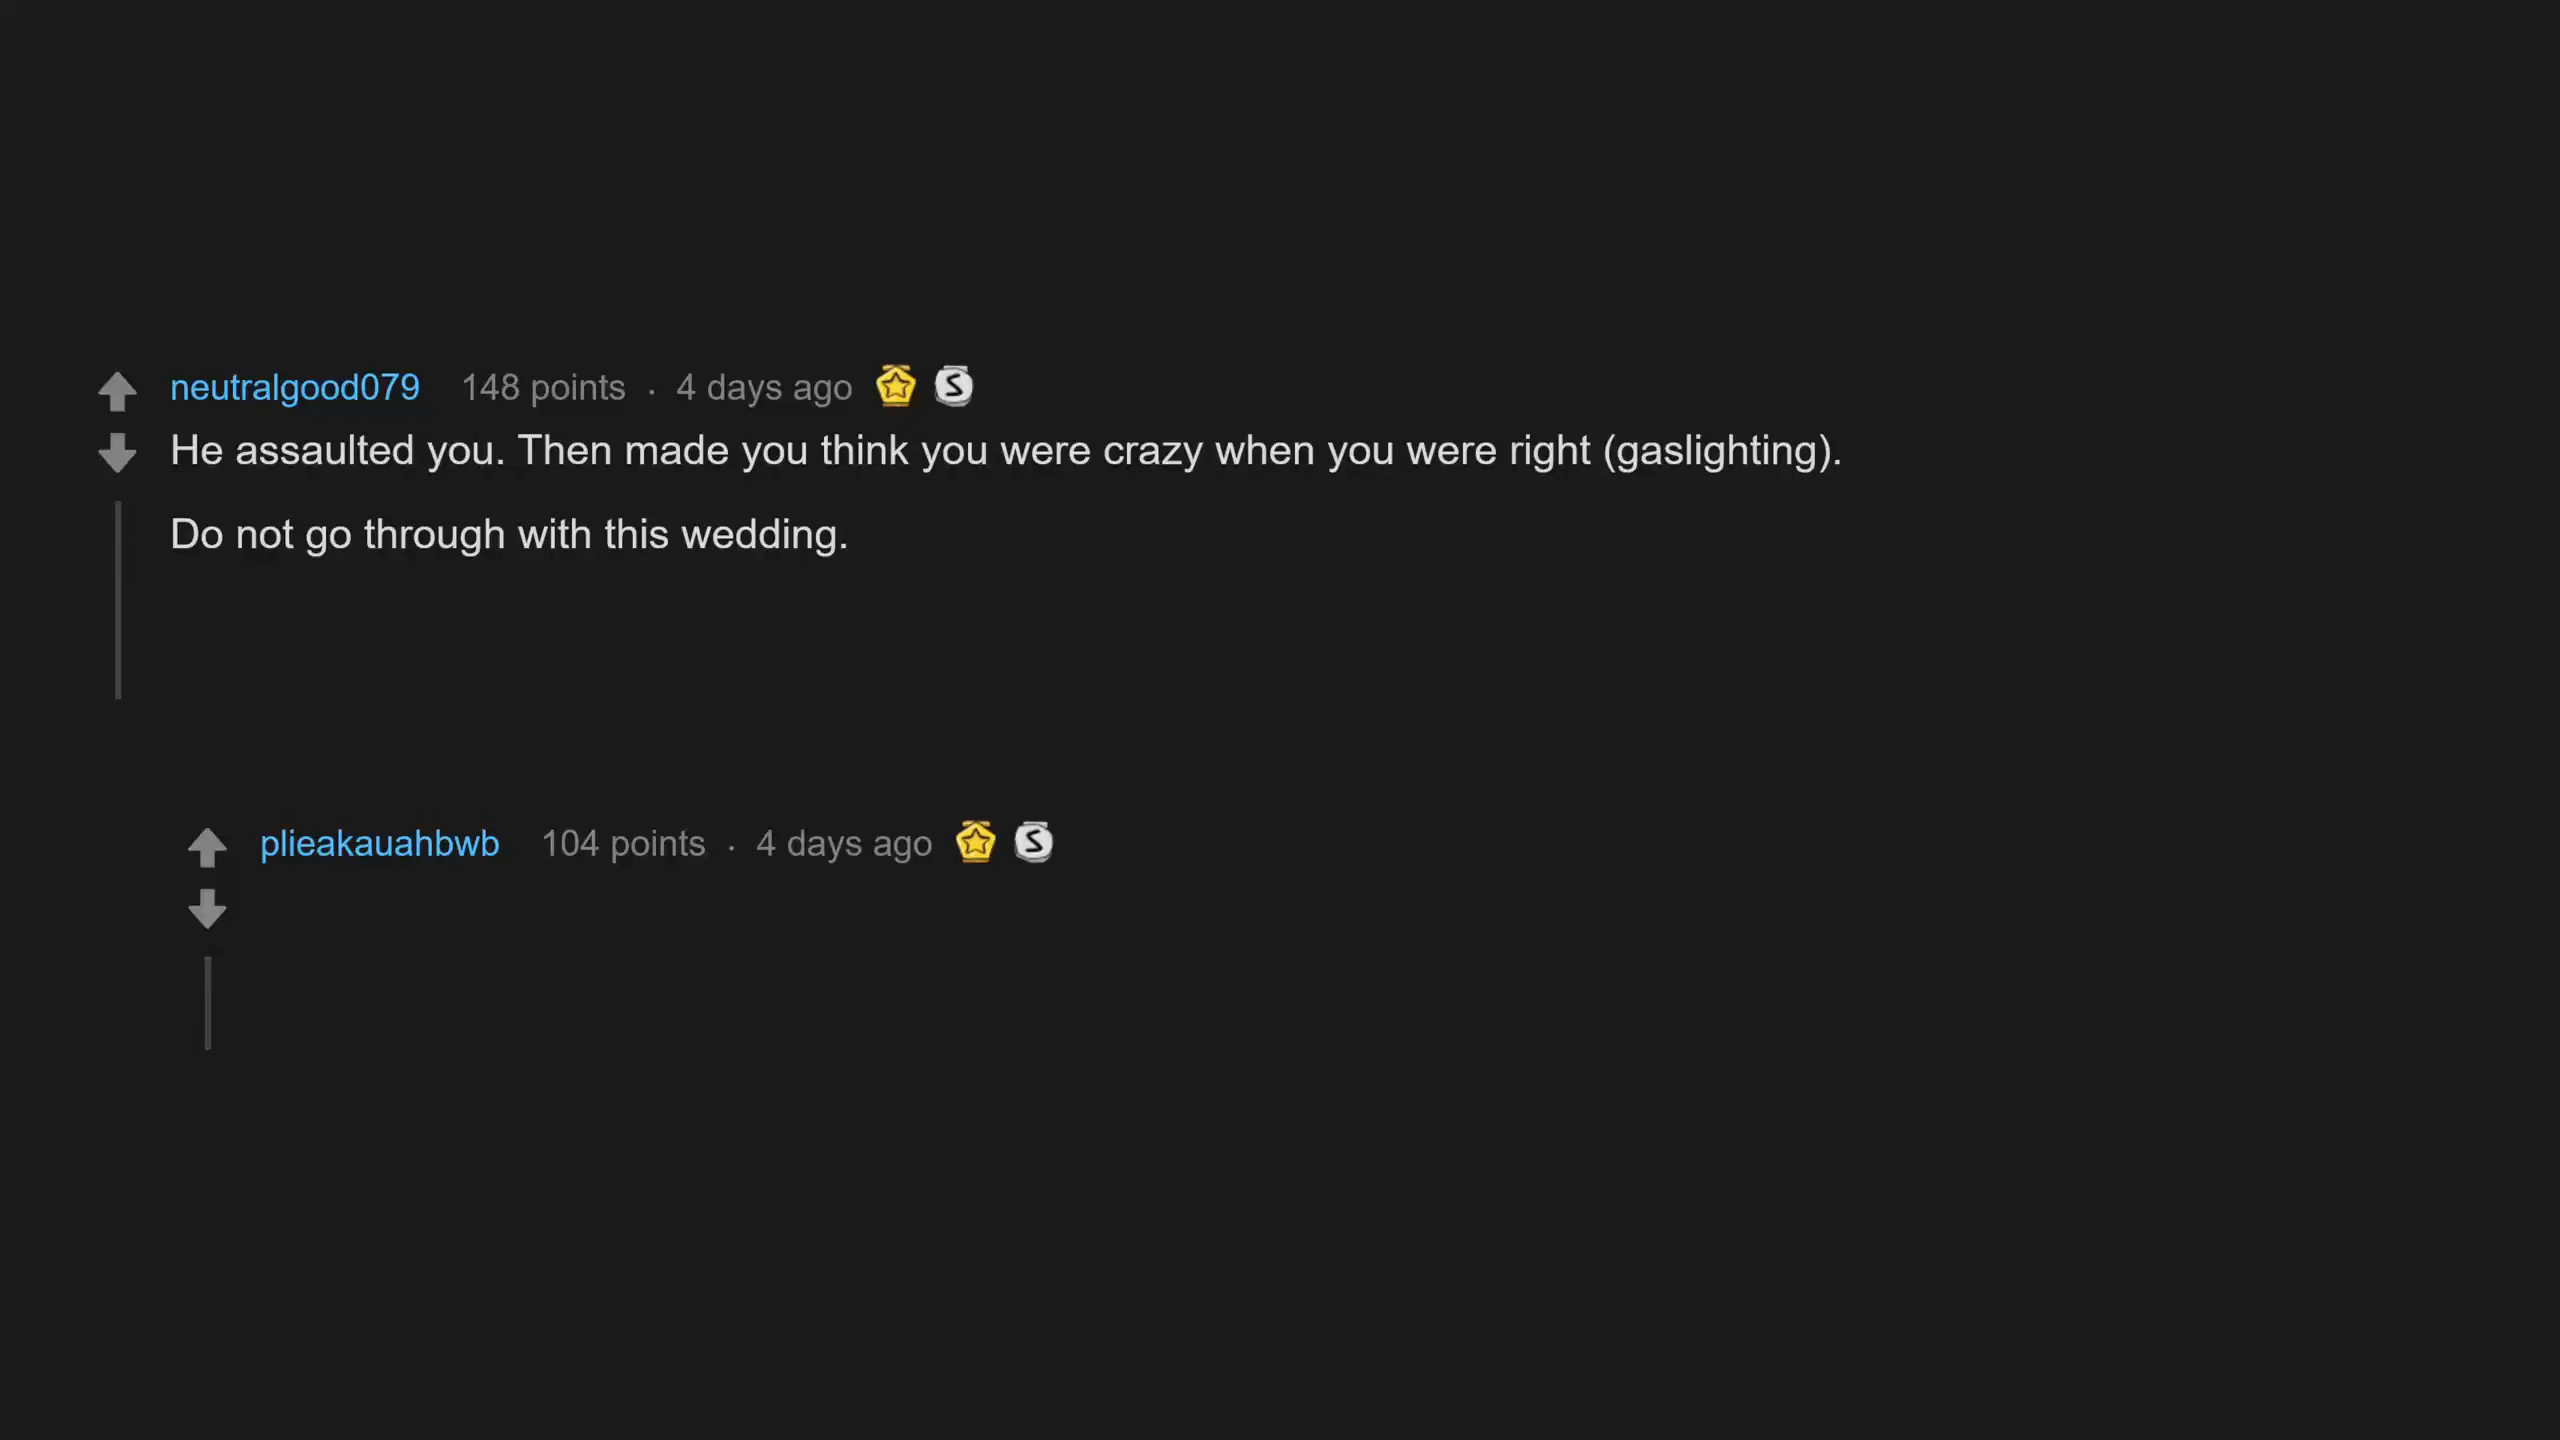 neutralgood079 148 points · 4 days ago
He assaulted you. Then made you think you were crazy when you were right (gaslighting).
Do not go through with this wedding.
plieakauahbwb 104 points · 4 days ago